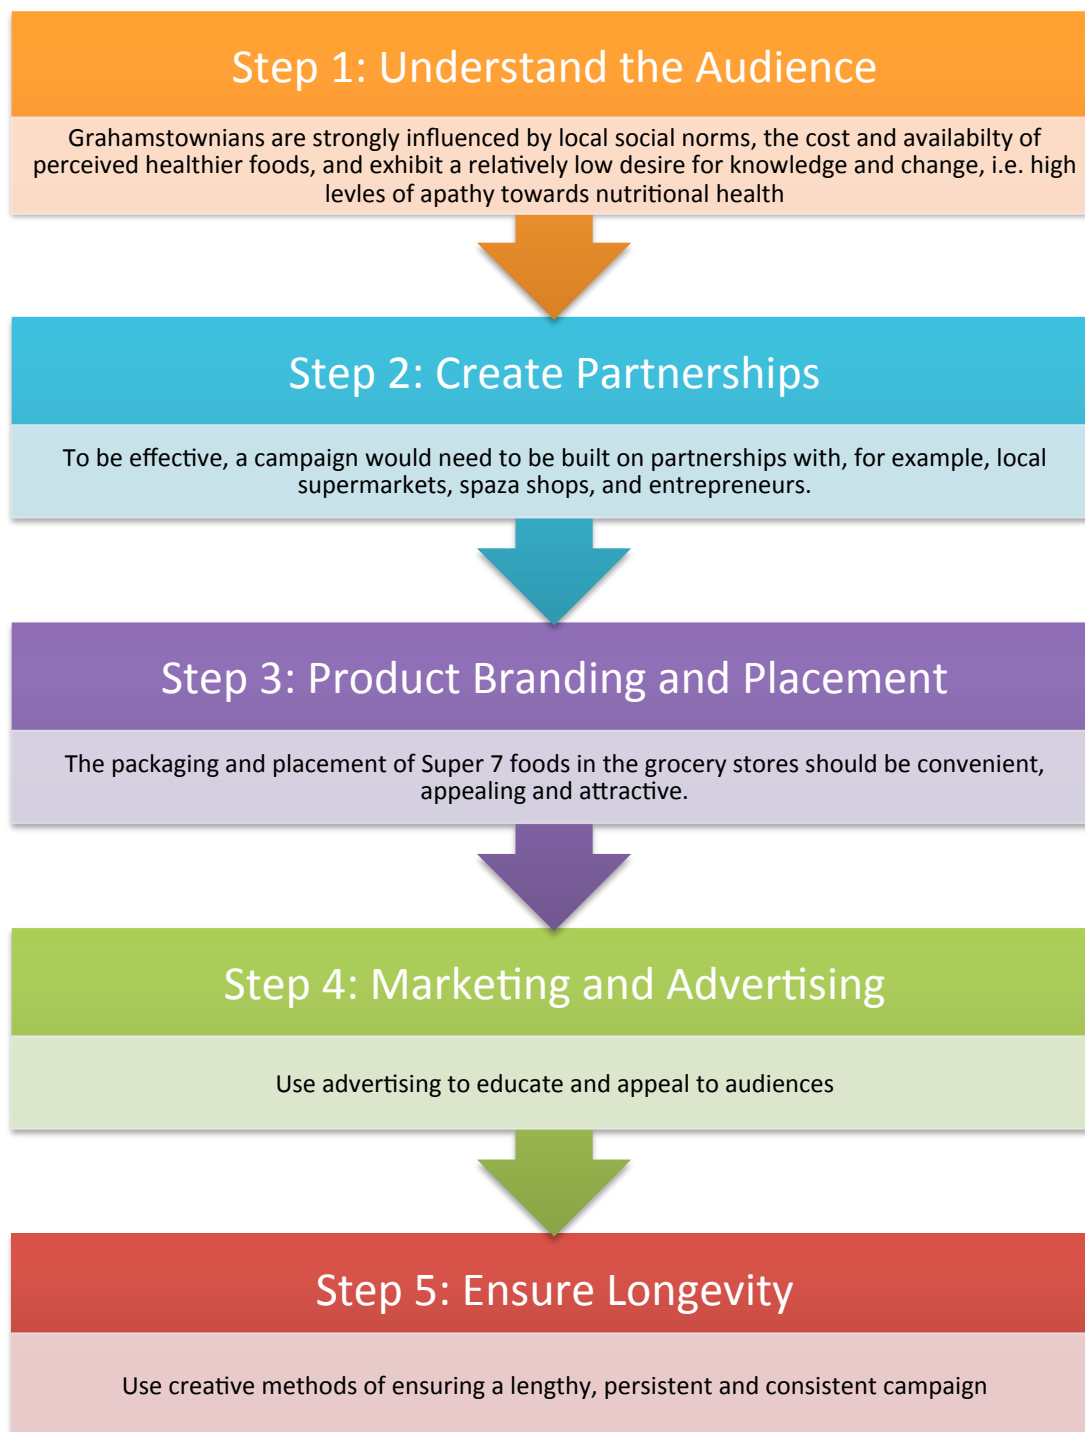 Step 1: Understand the Audience
Grahamstownians are strongly influenced by local social norms, the cost and availabilty of
perceived healthier foods, and exhibit a relatively low desire for knowledge and change, i.e. high
levles of apathy towards nutritional health
Step 2: Create Partnerships
To be effective, a campaign would need to be built on partnerships with, for example, local
supermarkets, spaza shops, and entrepreneurs.
Step 3: Product Branding and Placement
The packaging and placement of Super 7 foods in the grocery stores should be convenient,
appealing and attractive.
Step 4: Marketing and Advertising
Use advertising to educate and appeal to audiences
Step 5: Ensure Longevity
Use creative methods of ensuring a lengthy, persistent and consistent campaign